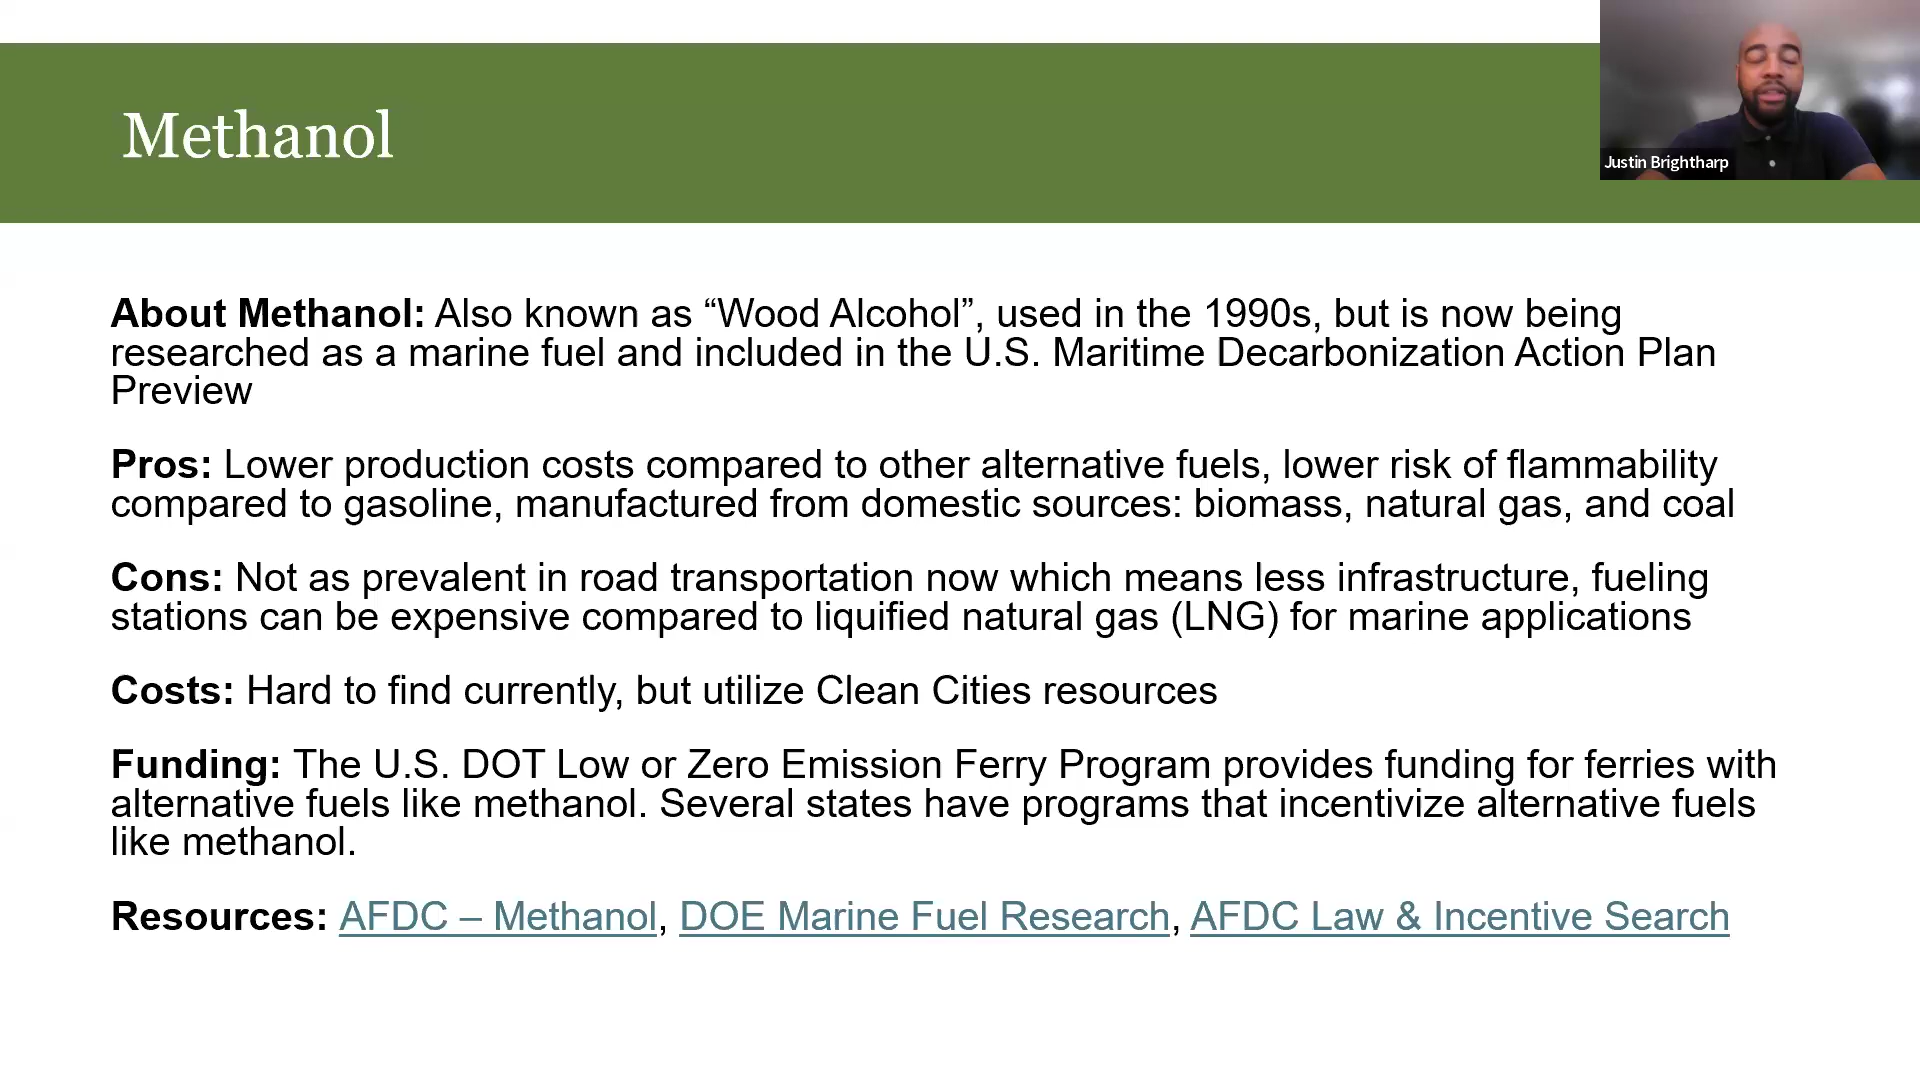 Methanol
Justin Brightharp
About Methanol: Also known as “Wood Alcohol”, used in the 1990s, but is now being
researched as a marine fuel and included in the U.S. Maritime Decarbonization Action Plan
Preview
Pros: Lower production costs compared to other alternative fuels, lower risk of flammability
compared to gasoline, manufactured from domestic sources: biomass, natural gas, and coal
Cons: Not as prevalent in road transportation now which means less infrastructure, fueling
stations can be expensive compared to liquified natural gas (LNG) for marine applications
Costs: Hard to find currently, but utilize Clean Cities resources
Funding: The U.S. DOT Low or Zero Emission Ferry Program provides funding for ferries with
alternative fuels like methanol. Several states have programs that incentivize alternative fuels
like methanol.
Resources: AFDC – Methanol, DOE Marine Fuel Research, AFDC Law & Incentive Search